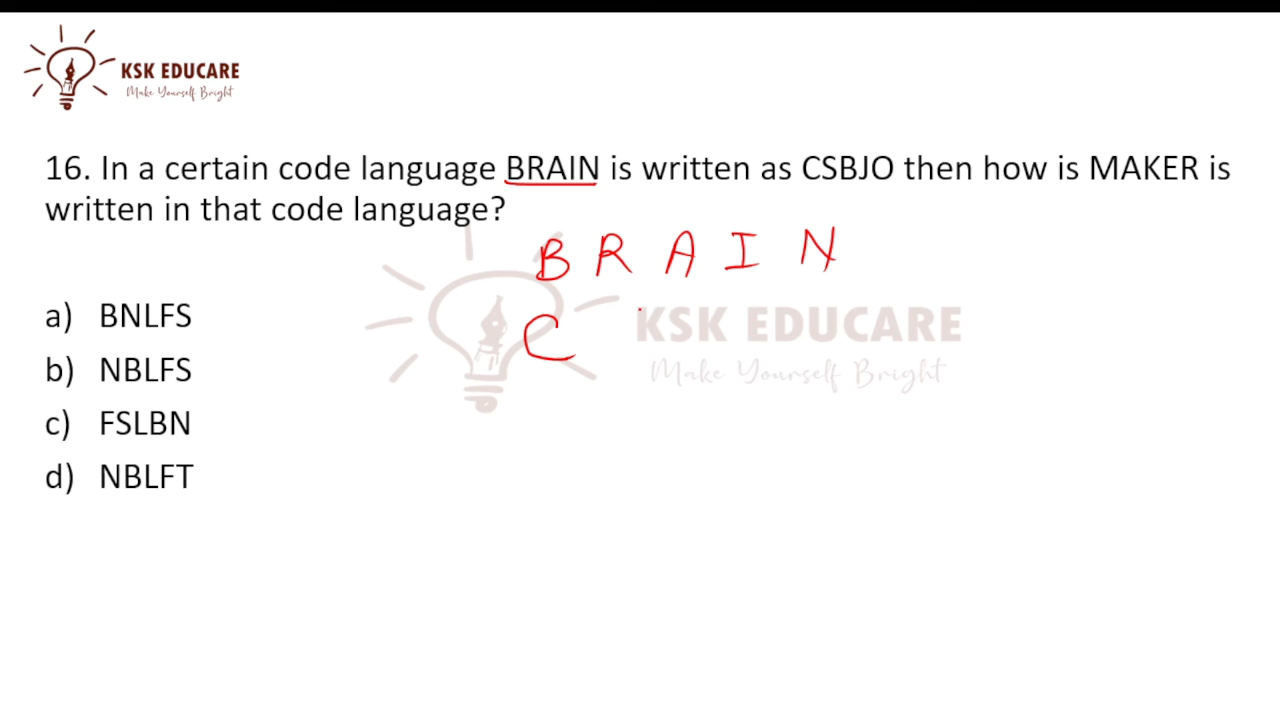 KSK EDUCARE
Make Yourself Bright
16. In a certain code language BRAIN is written as CSBJO then how is MAKER is
written in that code language?
B R A I N
C
a) BNLFS
b) NBLFS
c) FSLBN
d) NBLFT
KSK EDUCARE
Make Yourself Bright